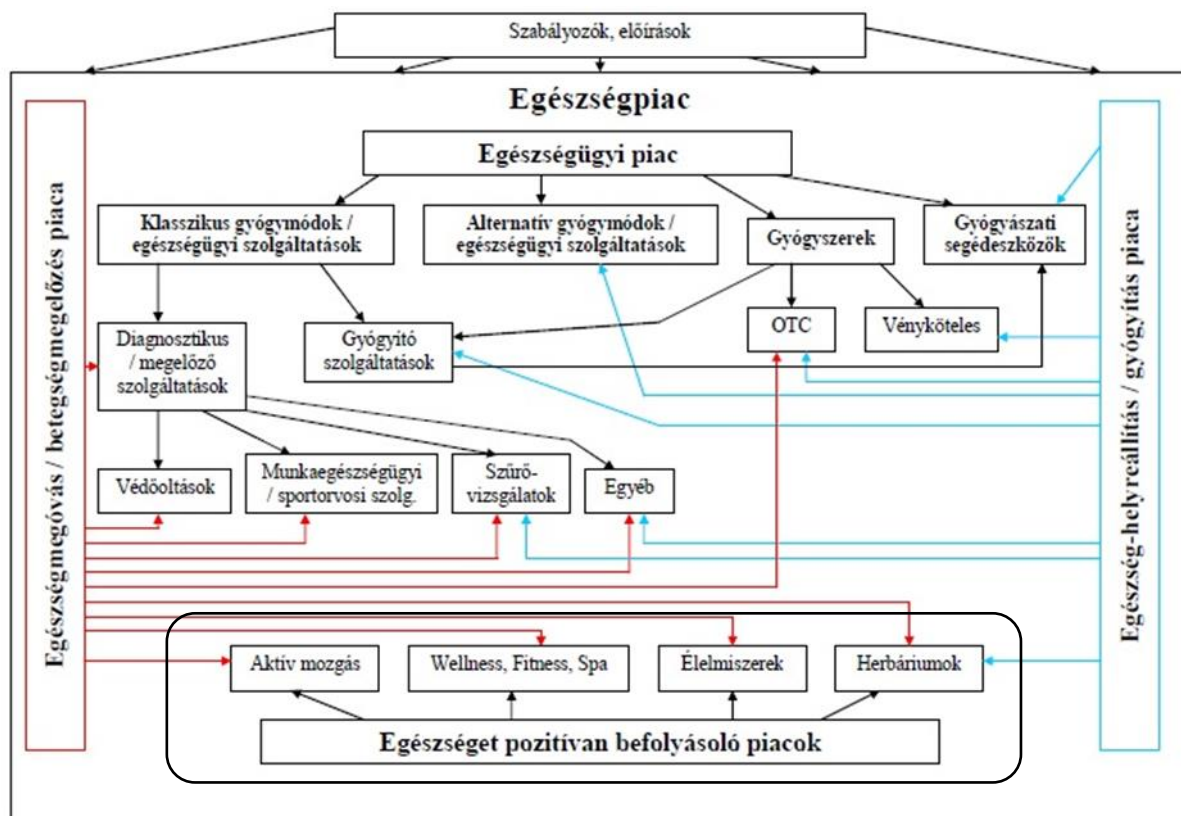 Szabályozók, előírások
Egészségpiac
Egészségmegóvás / betegségmegelőzés piaca
Egészség-helyreállítás / gyógyítás piaca
Egészségügyi piac
Klasszikus gyógymódok /
egészségügyi szolgáltatások
Alternatív gyógymódok /
egészségügyi szolgáltatások
Gyógyszerek
Gyógyászati
segédeszközök
Diagnosztikus
/ megelőző
szolgáltatások
Gyógyító
szolgáltatások
OTC
Vényköteles
Védőoltások
Munkaegészségügyi
/ sportorvosi szolg.
Szűrő-
vizsgálatok
Egyéb
Aktív mozgás
Wellness, Fitness, Spa
Élelmiszerek
Herbáriumok
Egészséget pozitívan befolyásoló piacok